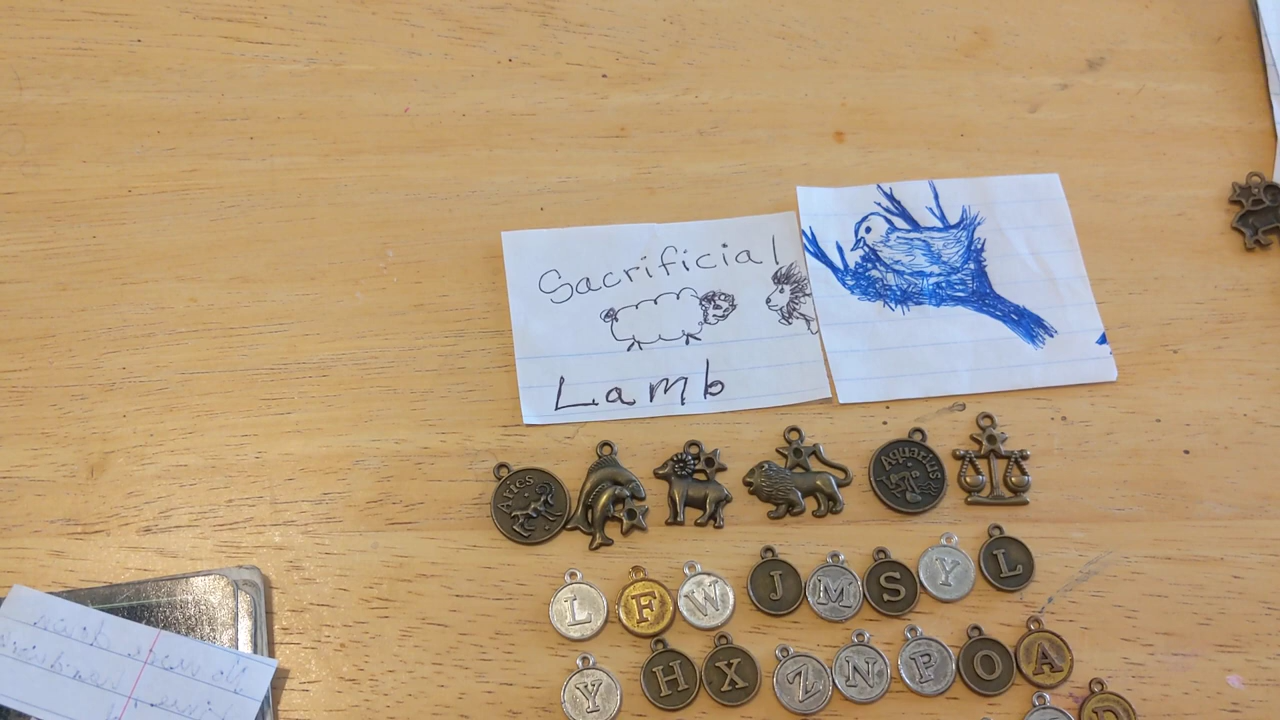 Sacrificial
Lamb
Aries
Aquarius
L F W J M S Y L
Y H X Z N P O A